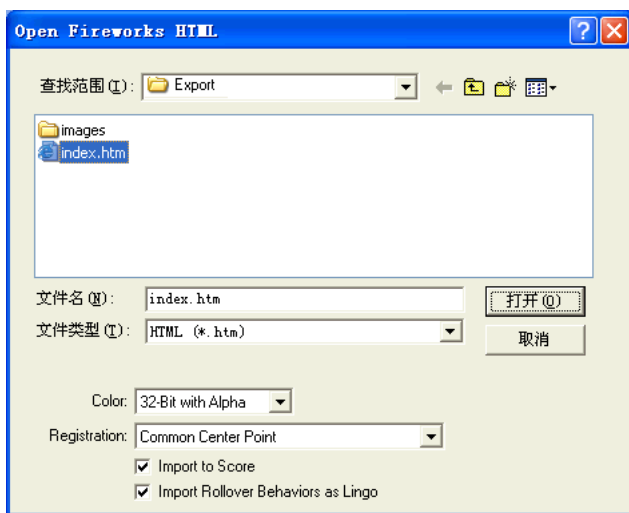 Open Fireworks HTML
查找范围(I): Export
images
index.htm
文件名(N): index.htm 打开(O)
文件类型(T): HTML (*.htm) 取消
Color: 32-Bit with Alpha
Registration: Common Center Point
Import to Score
Import Rollover Behaviors as Lingo